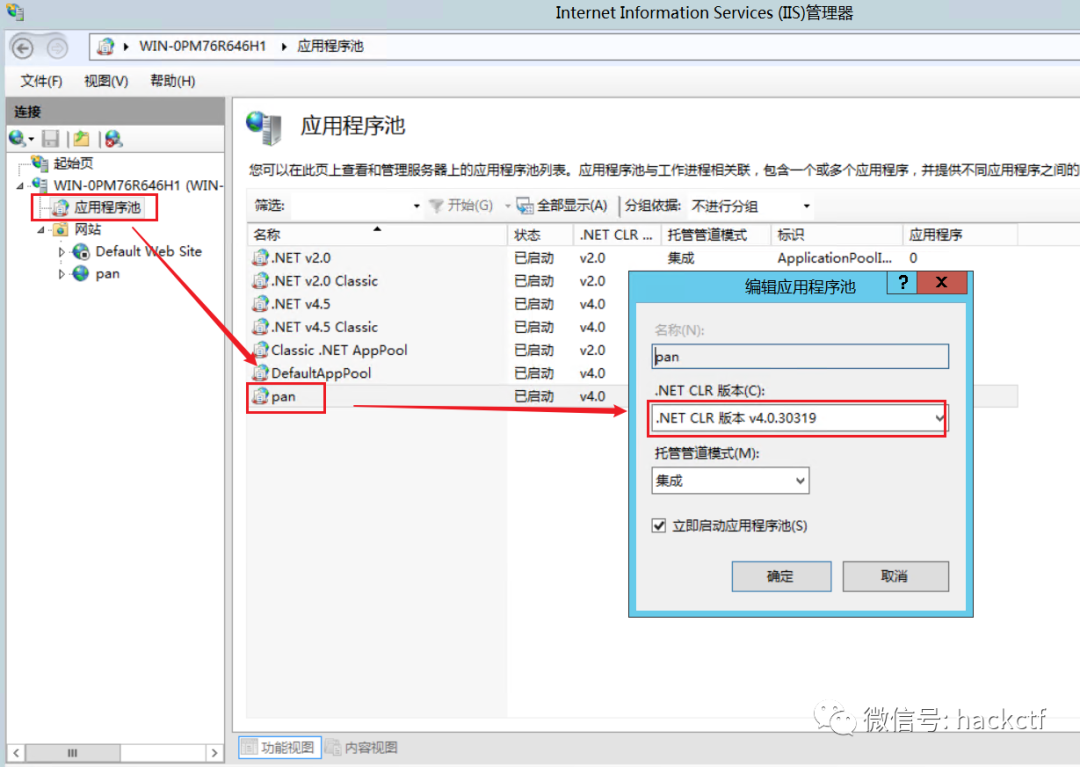 Internet Information Services (IIS)管理器
WIN-0PM76R646H1 应用程序池
文件(F) 视图(V) 帮助(H)
连接
起始页
WIN-0PM76R646H1 (WIN-
应用程序池
网站
Default Web Site
pan
应用程序池
您可以在此页上查看和管理服务器上的应用程序池列表。应用程序池与工作进程相关联，包含一个或多个应用程序，并提供不同应用程序之间的
筛选: 开始(G) 全部显示(A) 分组依据: 不进行分组
名称 状态 .NET CLR ... 托管管道模式 标识 应用程序
.NET v2.0 已启动 v2.0 集成 ApplicationPoolI... 0
.NET v2.0 Classic 已启动 v2.0
.NET v4.5 已启动 v4.0
.NET v4.5 Classic 已启动 v4.0
Classic .NET AppPool 已启动 v2.0
DefaultAppPool 已启动 v4.0
pan 已启动 v4.0
编辑应用程序池 ? X
名称(N):
pan
.NET CLR 版本(C):
.NET CLR 版本 v4.0.30319
托管管道模式(M):
集成
立即启动应用程序池(S)
确定 取消
功能视图 内容视图
微信号: hackctf